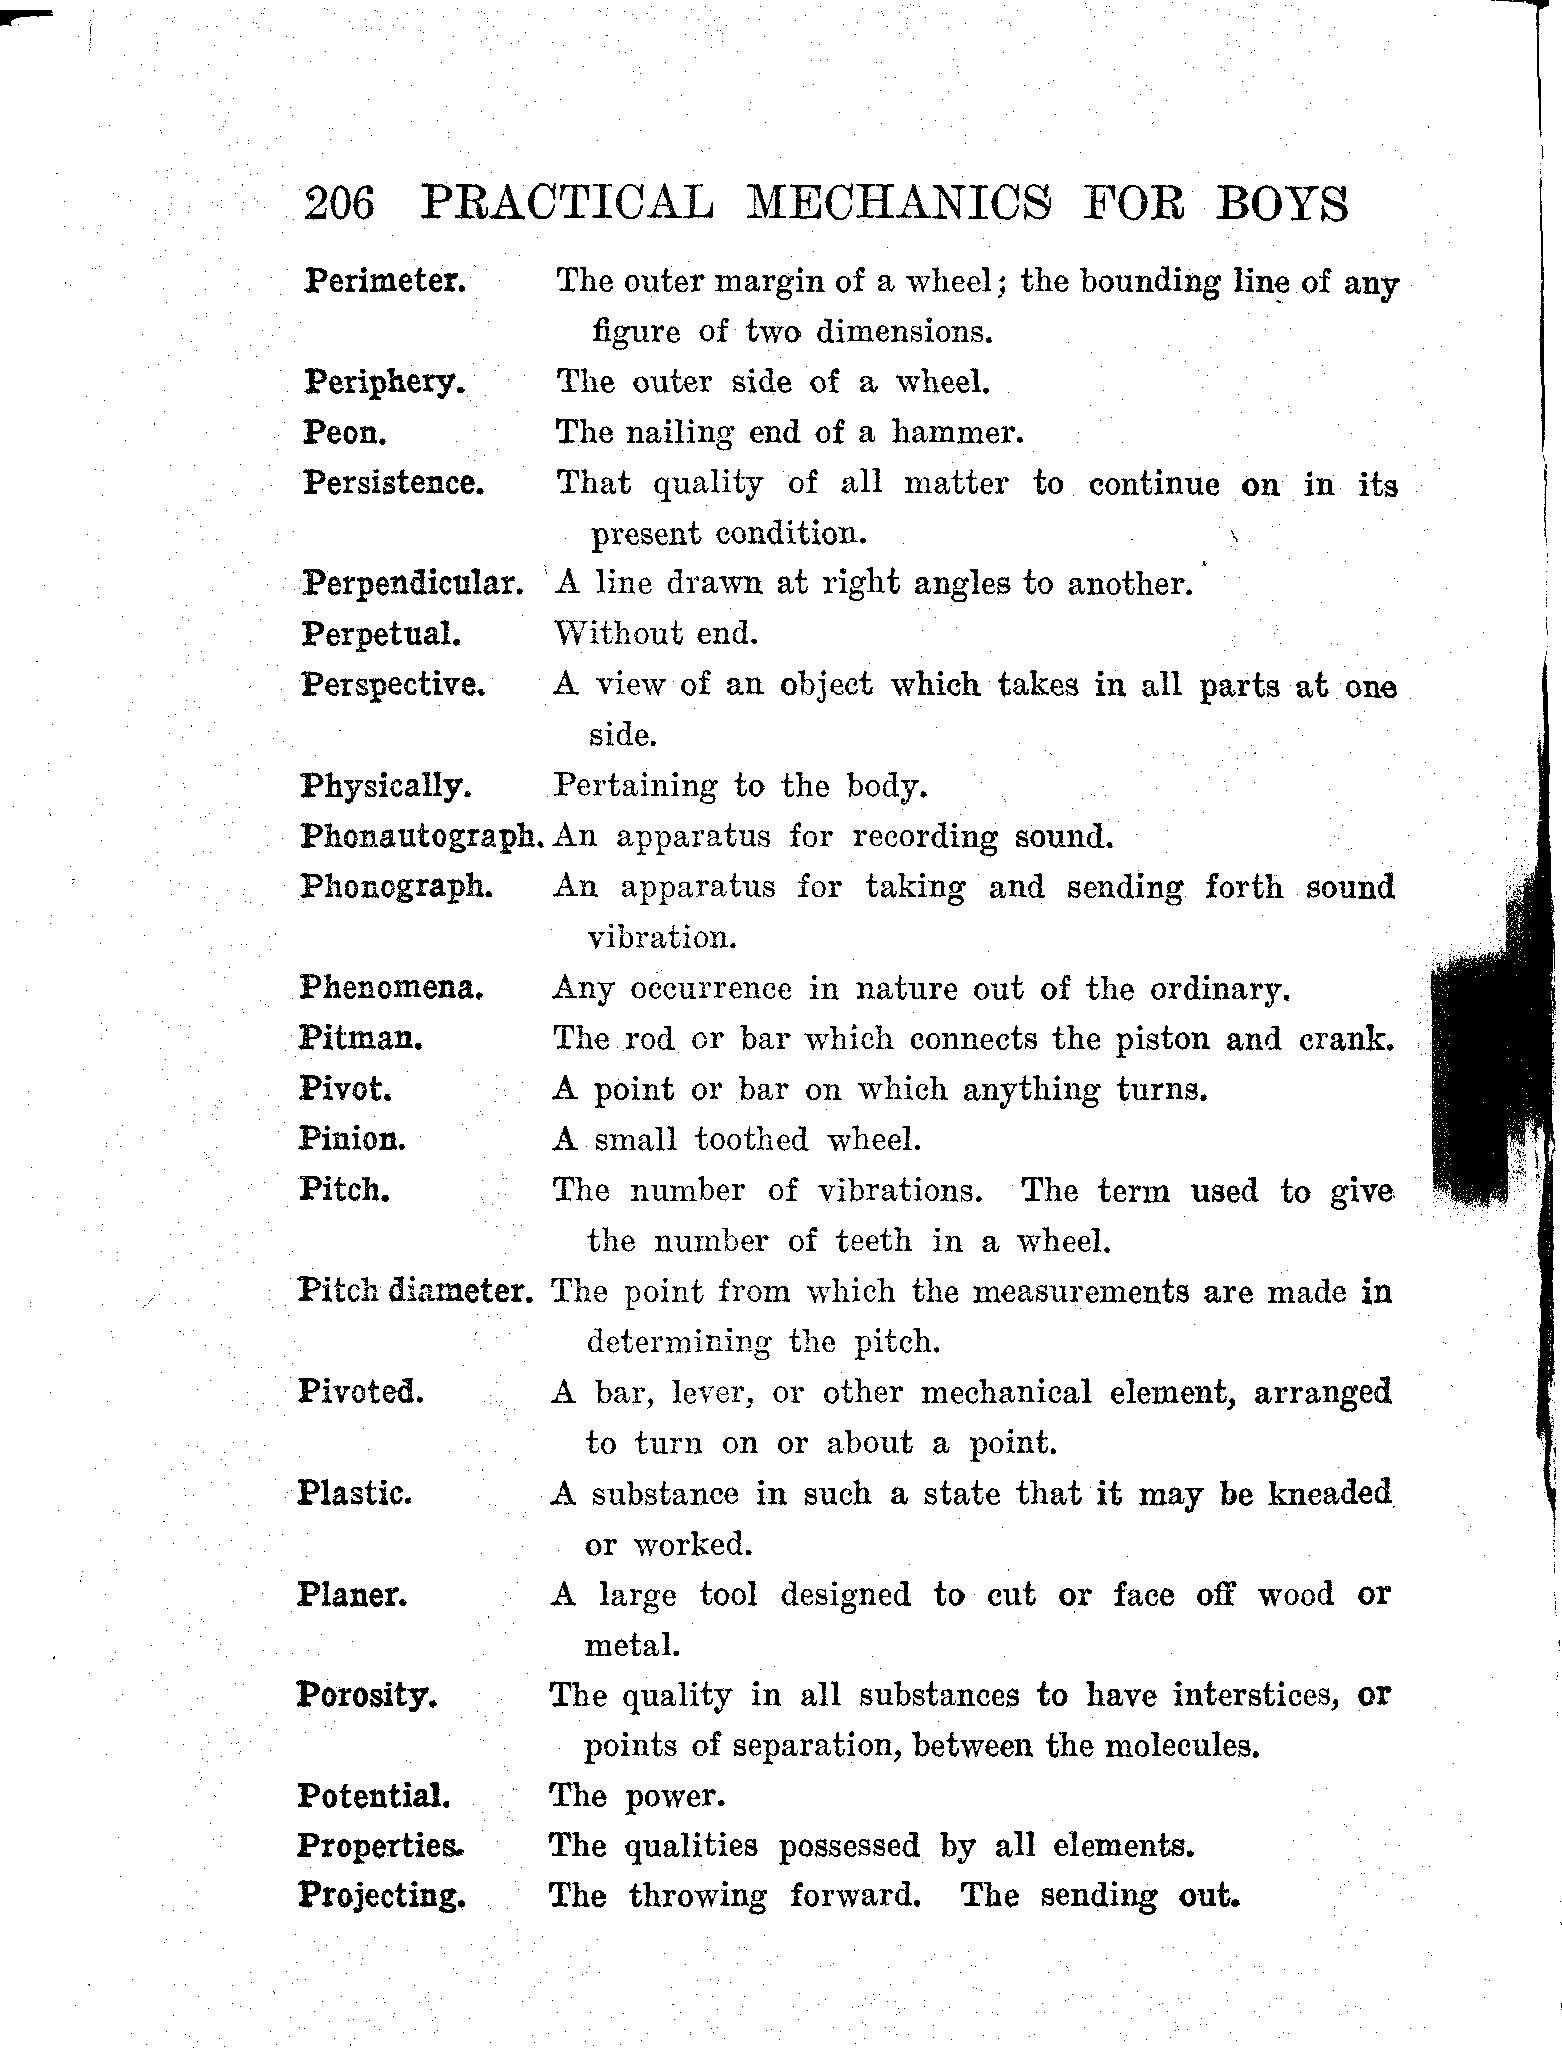 206 PRACTICAL MECHANICS FOR BOYS
Perimeter. The outer margin of a wheel; the bounding line of any
figure of two dimensions.
Periphery. The outer side of a wheel.
Peon. The nailing end of a hammer.
Persistence. That quality of all matter to continue on in its
present condition.
Perpendicular. A line drawn at right angles to another.
Perpetual. Without end.
Perspective. A view of an object which takes in all parts at one
side.
Physically. Pertaining to the body.
Phonautograph. An apparatus for recording sound.
Phonograph. An apparatus for taking and sending forth sound
vibration.
Phenomena. Any occurrence in nature out of the ordinary.
Pitman. The rod or bar which connects the piston and crank.
Pivot. A point or bar on which anything turns.
Pinion. A small toothed wheel.
Pitch. The number of vibrations. The term used to give
the number of teeth in a wheel.
Pitch diameter. The point from which the measurements are made in
determining the pitch.
Pivoted. A bar, lever, or other mechanical element, arranged
to turn on or about a point.
Plastic. A substance in such a state that it may be kneaded
or worked.
Planer. A large tool designed to cut or face off wood or
metal.
Porosity. The quality in all substances to have interstices, or
points of separation, between the molecules.
Potential. The power.
Properties. The qualities possessed by all elements.
Projecting. The throwing forward. The sending out.